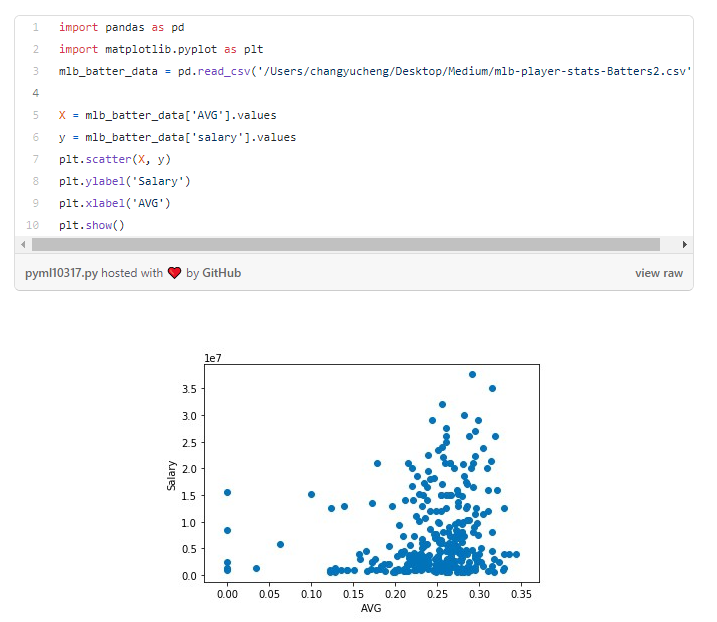 1 import pandas as pd
2 import matplotlib.pyplot as plt
3 mlb_batter_data = pd.read_csv('/Users/changyucheng/Desktop/Medium/mlb-player-stats-Batters2.csv'
4
5 X = mlb_batter_data['AVG'].values
6 y = mlb_batter_data['salary'].values
7 plt.scatter(X, y)
8 plt.ylabel('Salary')
9 plt.xlabel('AVG')
10 plt.show()
pyml10317.py hosted with ❤ by GitHub view raw
1e7
3.5
3.0
2.5
2.0
1.5
1.0
0.5
0.0
Salary
0.00 0.05 0.10 0.15 0.20 0.25 0.30 0.35
AVG